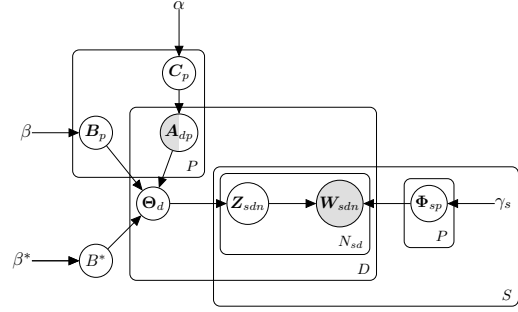 α
C_p
β
B_p
A_dp
P
Θ_d
Z_sdn
W_sdn
Φ_sp
γ_s
N_sd
P
β*
B*
D
S